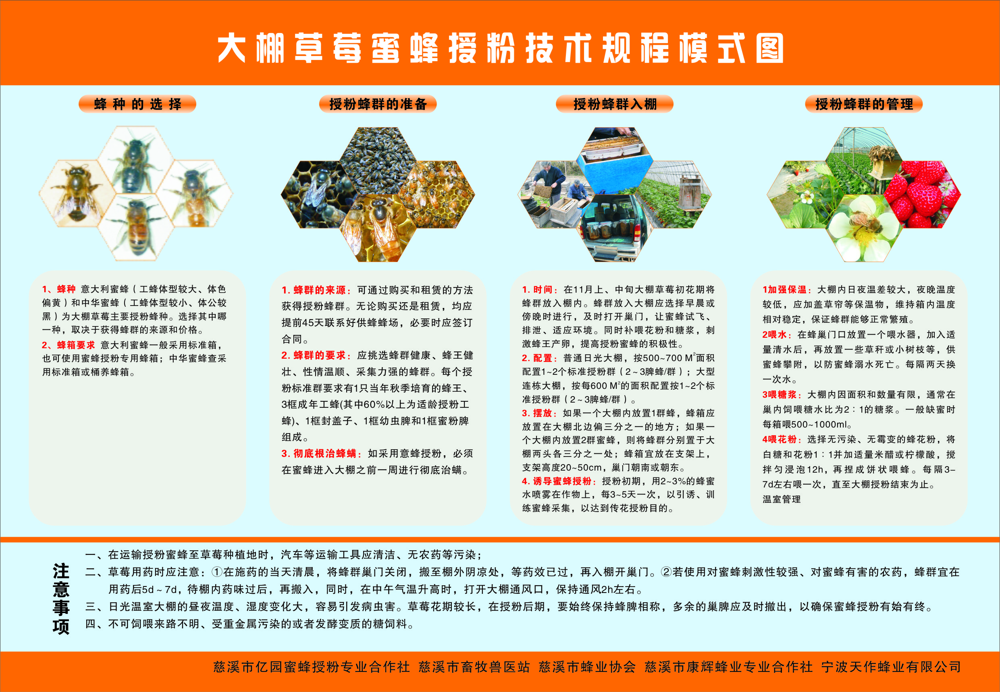 大棚草莓蜜蜂授粉技术规程模式图
蜂种的选择
1、蜂种 意大利蜜蜂（工蜂体型较大、体色
偏黄）和中华蜜蜂（工蜂体型较小、体公较
黑）为大棚草莓主要授粉蜂种。选择其中哪
一种，取决于获得蜂群的来源和价格。
2、蜂箱要求 意大利蜜蜂一般采用标准箱，
也可使用蜜蜂授粉专用蜂箱；中华蜜蜂查采
用标准箱或桶养蜂箱。
授粉蜂群的准备
1. 蜂群的来源：可通过购买和租赁的方法
获得授粉蜂群。无论购买还是租赁，均应
提前45天联系好供蜂蜂场，必要时应签订
合同。
2. 蜂群的要求：应挑选蜂群健康、蜂王健
壮、性情温顺、采集力强的蜂群。每个授
粉标准群要求有1只当年秋季培育的蜂王、
3框成年工蜂(其中60%以上为适龄授粉工
蜂)、1框封盖子、1框幼虫脾和1框蜜粉脾
组成。
3. 彻底根治蜂螨：如采用意蜂授粉，必须
在蜜蜂进入大棚之前一周进行彻底治螨。
授粉蜂群入棚
1. 时间：在11月上、中旬大棚草莓初花期将
蜂群放入棚内。蜂群放入大棚应选择早晨或
傍晚时进行，及时打开巢门，让蜜蜂试飞、
排泄、适应环境。同时补喂花粉和糖浆，刺
激蜂王产卵，提高授粉蜜蜂的积极性。
2. 配置：普通日光大棚，按500~700 M²面积
配置1~2个标准授粉群（2～3脾蜂/群）；大型
连栋大棚，按每600 M²的面积配置按1~2个标
准授粉群（2～3脾蜂/群）。
3. 摆放：如果一个大棚内放置1群蜂，蜂箱应
放置在大棚北边偏三分之一的地方；如果一
个大棚内放置2群蜜蜂，则将蜂群分别置于大
棚两头各三分之一处；蜂箱宜放在支架上，
支架高度20~50cm，巢门朝南或朝东。
4. 诱导蜜蜂授粉：授粉初期，用2~3%的蜂蜜
水喷雾在作物上，每3~5天一次，以引诱、训
练蜜蜂采集，以达到传花授粉目的。
授粉蜂群的管理
1加强保温：大棚内日夜温差较大，夜晚温度
较低，应加盖草帘等保温物，维持箱内温度
相对稳定，保证蜂群能够正常繁殖。
2喂水：在蜂巢门口放置一个喂水器，加入适
量清水后，再放置一些草秆或小树枝等，供
蜜蜂攀附，以防蜜蜂溺水死亡。每隔两天换
一次水。
3喂糖浆：大棚内因面积和数量有限，通常在
巢内饲喂糖水比为2：1的糖浆。一般缺蜜时
每箱喂500~1000ml。
4喂花粉：选择无污染、无霉变的蜂花粉，将
白糖和花粉1：1并加适量米醋或柠檬酸，搅
拌匀浸泡12h，再捏成饼状喂蜂。每隔3–
7d左右喂一次，直至大棚授粉结束为止。
温室管理
注意事项
一、在运输授粉蜜蜂至草莓种植地时，汽车等运输工具应清洁、无农药等污染；
二、草莓用药时应注意：①在施药的当天清晨，将蜂群巢门关闭，搬至棚外阴凉处，等药效已过，再入棚开巢门。②若使用对蜜蜂刺激性较强、对蜜蜂有害的农药，蜂群宜在
用药后5d～7d，待棚内药味过后，再搬入，同时，在中午气温升高时，打开大棚通风口，保持通风2h左右。
三、日光温室大棚的昼夜温度、湿度变化大，容易引发病虫害。草莓花期较长，在授粉后期，要始终保持蜂脾相称，多余的巢脾应及时撤出，以确保蜜蜂授粉有始有终。
四、不可饲喂来路不明、受重金属污染的或者发酵变质的糖饲料。
慈溪市亿园蜜蜂授粉专业合作社 慈溪市畜牧兽医站 慈溪市蜂业协会 慈溪市康辉蜂业专业合作社 宁波天作蜂业有限公司